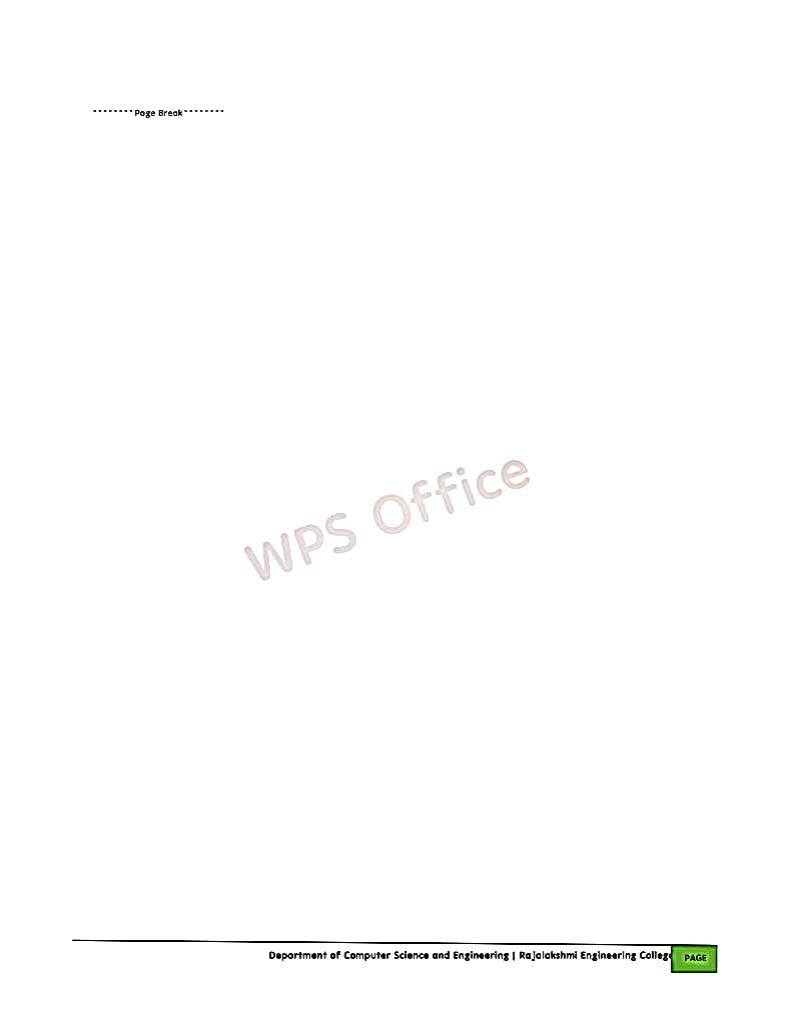 --------Page Break--------
WPS Office
Department of Computer Science and Engineering | Rajalakshmi Engineering College
PAGE